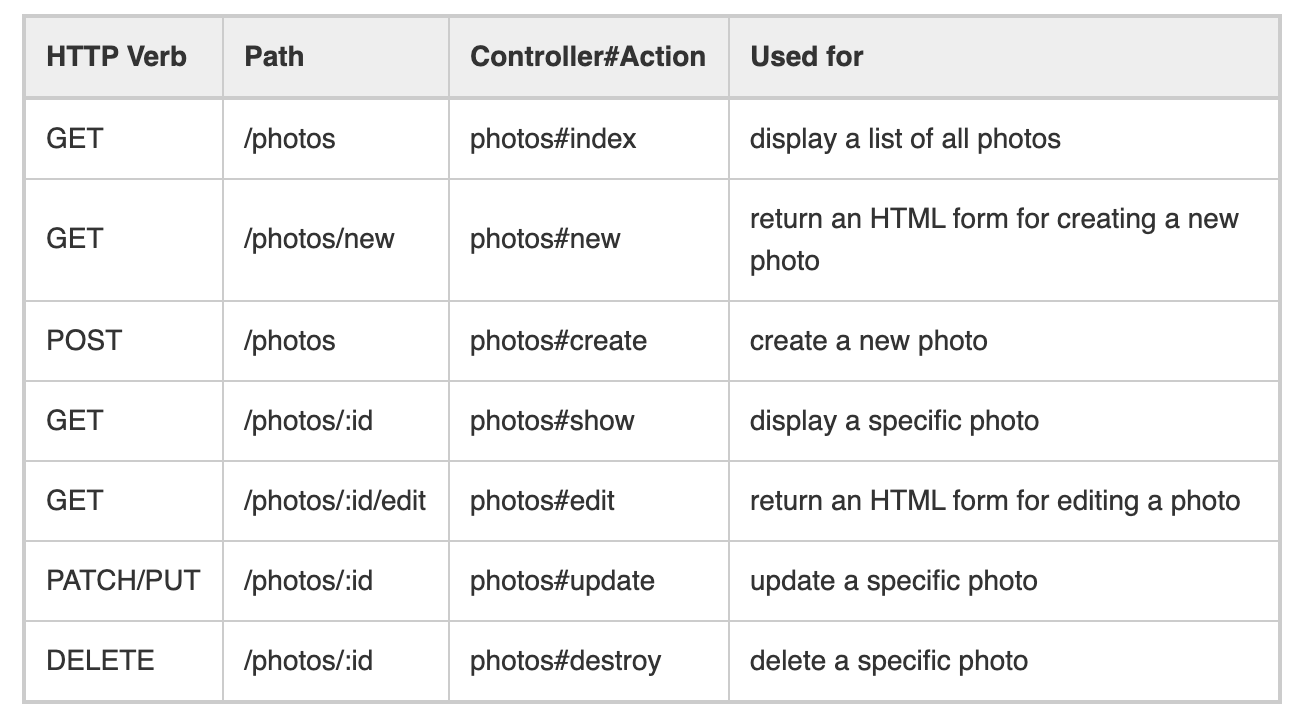 HTTP Verb Path Controller#Action Used for
GET /photos photos#index display a list of all photos
GET /photos/new photos#new return an HTML form for creating a new
photo
POST /photos photos#create create a new photo
GET /photos/:id photos#show display a specific photo
GET /photos/:id/edit photos#edit return an HTML form for editing a photo
PATCH/PUT /photos/:id photos#update update a specific photo
DELETE /photos/:id photos#destroy delete a specific photo